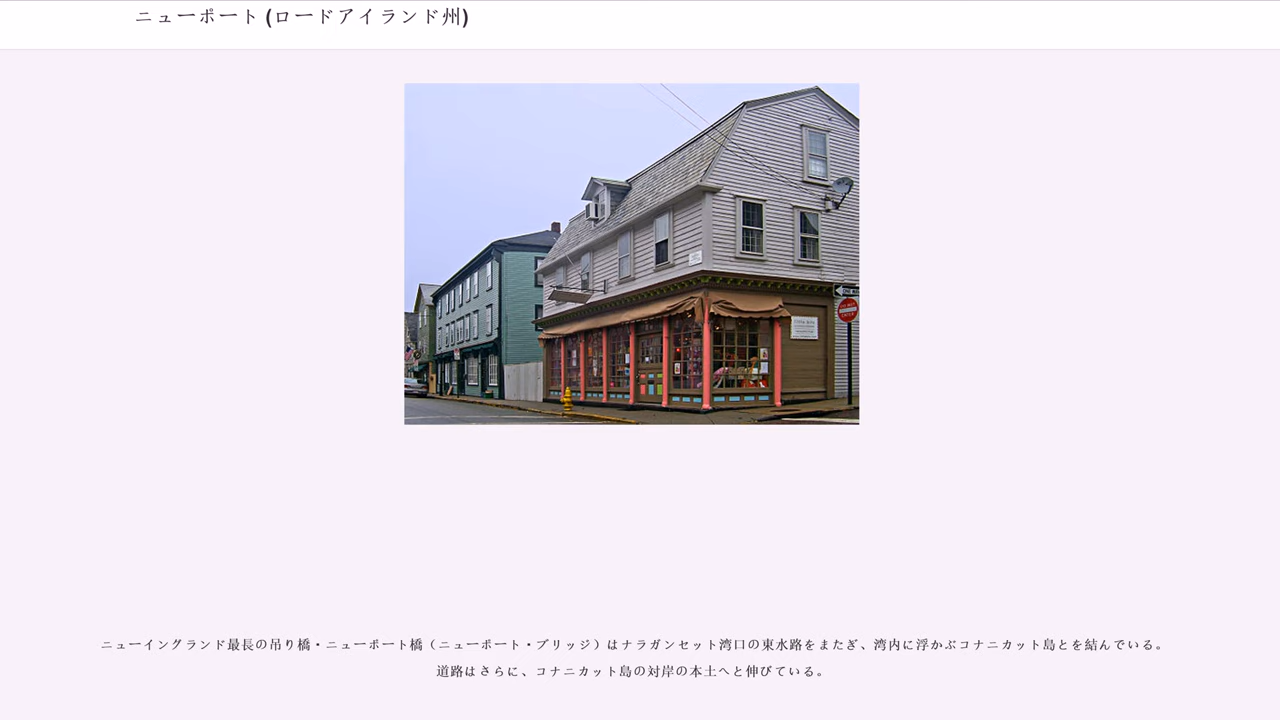 ニューポート (ロードアイランド州)
ニューイングランド最長の吊り橋・ニューポート橋（ニューポート・ブリッジ）はナラガンセット湾口の東水路をまたぎ、湾内に浮かぶコナニカット島とを結んでいる。
道路はさらに、コナニカット島の対岸の本土へと伸びている。